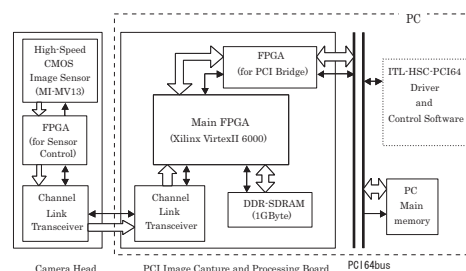 PC
High-Speed
CMOS
Image Sensor
(MI-MV13)
FPGA
(for Sensor
Control)
Channel
Link
Transceiver
Camera Head
FPGA
(for PCI Bridge)
Main FPGA
(Xilinx VirtexII 6000)
Channel
Link
Transceiver
DDR-SDRAM
(1GByte)
PCI Image Capture and Processing Board
PCI64bus
ITL-HSC-PCI64
Driver
and
Control Software
PC
Main
memory